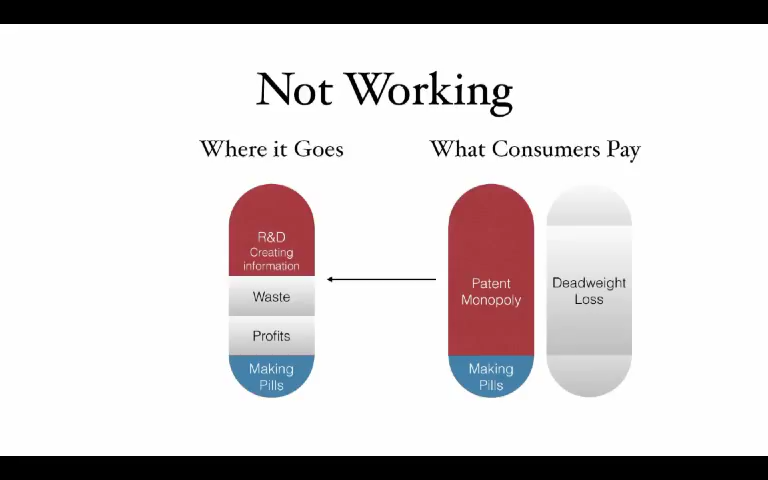 Not Working
Where it Goes
What Consumers Pay
R&D
Creating
information
Waste
Profits
Making
Pills
Patent
Monopoly
Making
Pills
Deadweight
Loss